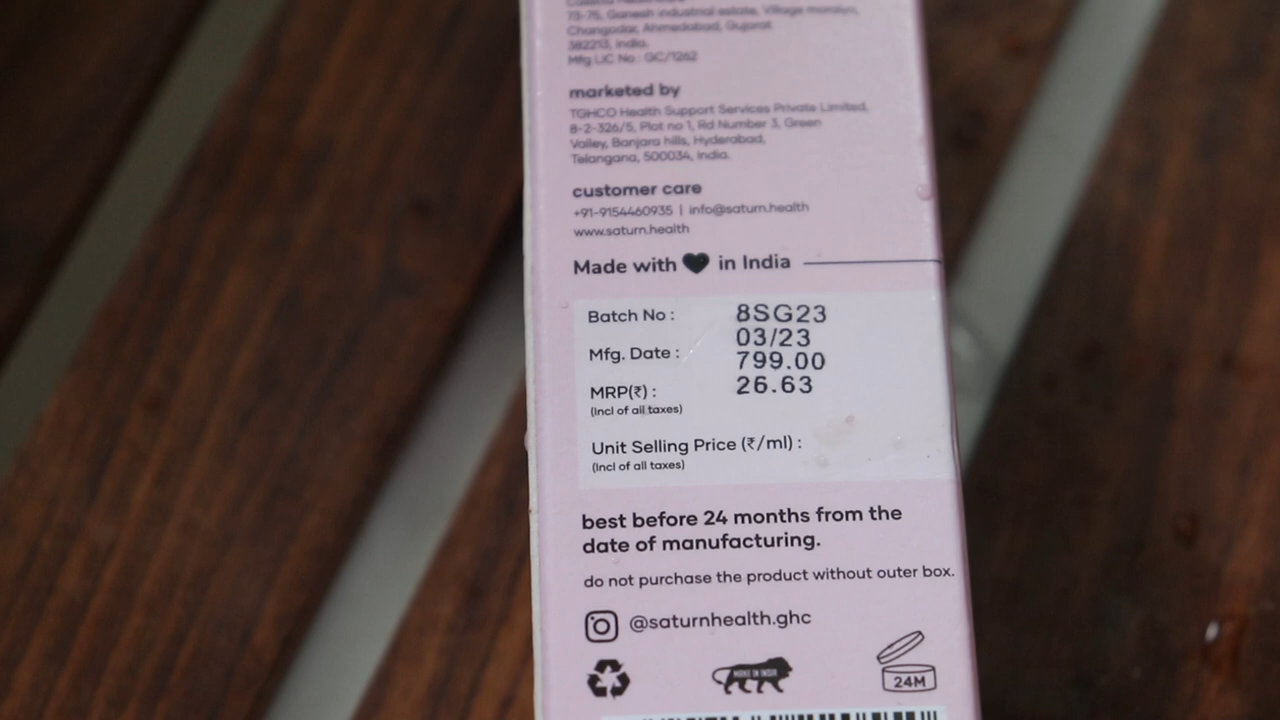 73-75, Ganesh industrial estate, Village moraiya,
Changodar, Ahmedabad, Gujarat
382213, India.
Mfg LIC No.: GC/1262
marketed by
TGHCO Health Support Services Private Limited,
8-2-326/5, Plot no 1, Rd Number 3, Green
Valley, Banjara hills, Hyderabad,
Telangana, 500034, India.
customer care
+91-9154460935 | info@saturn.health
www.saturn.health
Made with in India
Batch No : 8SG23
03/23
Mfg. Date : 799.00
MRP(₹) : 26.63
(Incl of all taxes)
Unit Selling Price (₹/ml) :
(Incl of all taxes)
best before 24 months from the
date of manufacturing.
do not purchase the product without outer box.
@saturnhealth.ghc
MAKE IN INDIA
24M